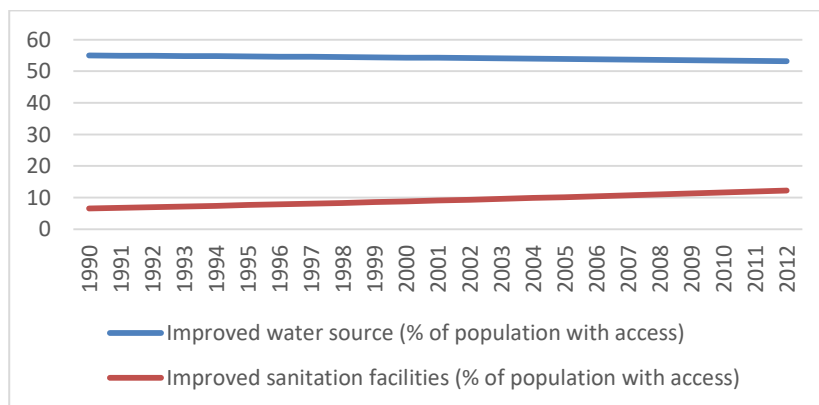 60
50
40
30
20
10
0
1990 1991 1992 1993 1994 1995 1996 1997 1998 1999 2000 2001 2002 2003 2004 2005 2006 2007 2008 2009 2010 2011 2012
Improved water source (% of population with access)
Improved sanitation facilities (% of population with access)